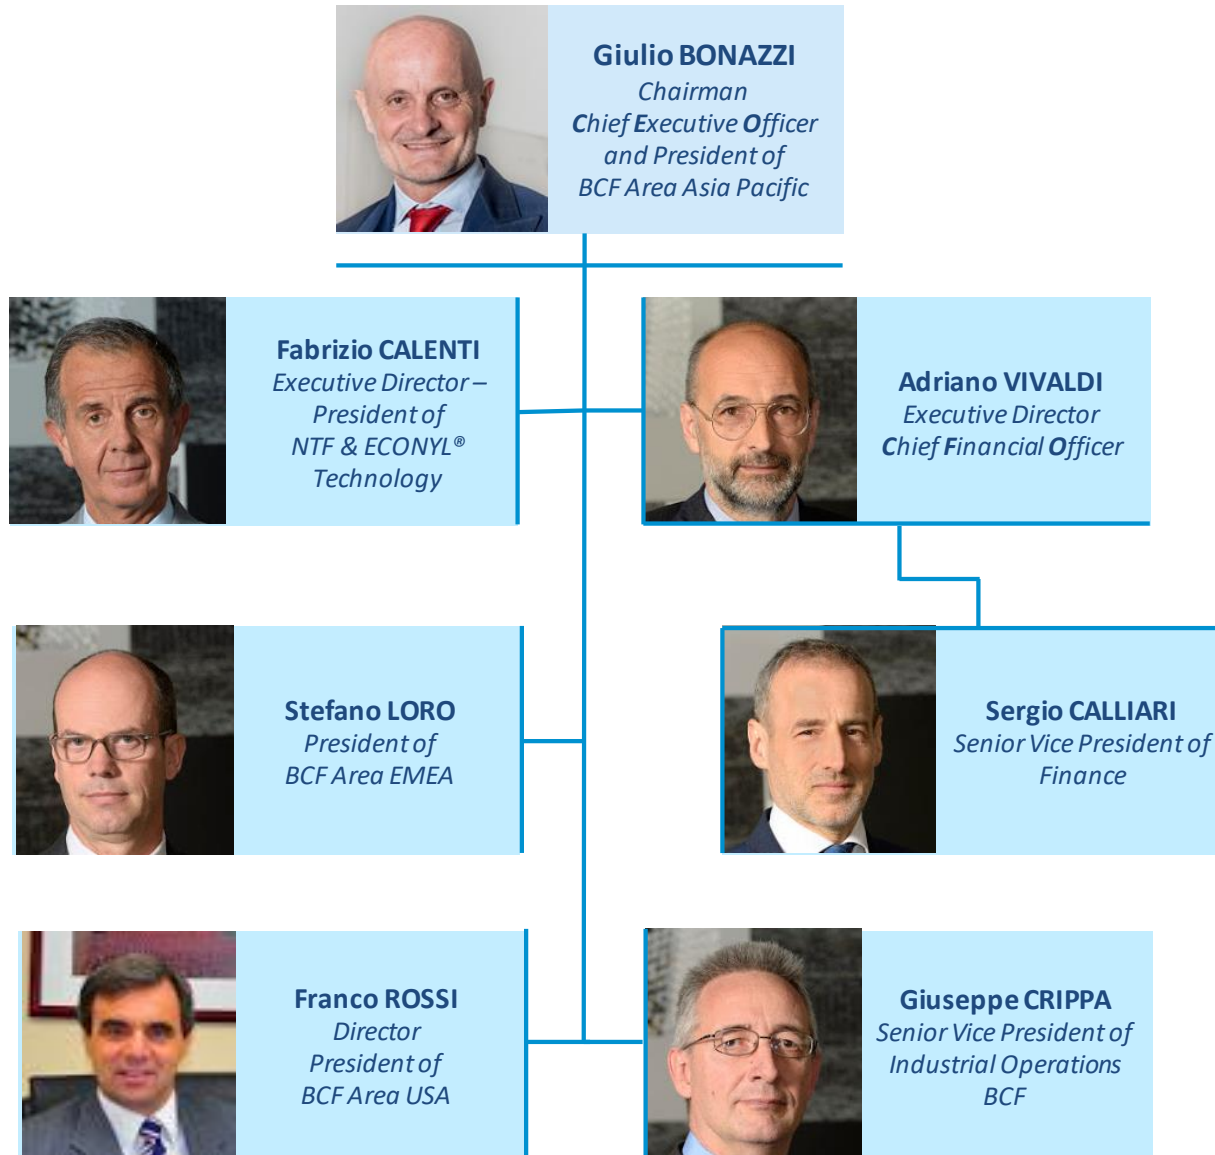 Giulio BONAZZI
Chairman
Chief Executive Officer
and President of
BCF Area Asia Pacific
Fabrizio CALENTI
Executive Director –
President of
NTF & ECONYL®
Technology
Adriano VIVALDI
Executive Director
Chief Financial Officer
Stefano LORO
President of
BCF Area EMEA
Sergio CALLIARI
Senior Vice President of
Finance
Franco ROSSI
Director
President of
BCF Area USA
Giuseppe CRIPPA
Senior Vice President of
Industrial Operations
BCF